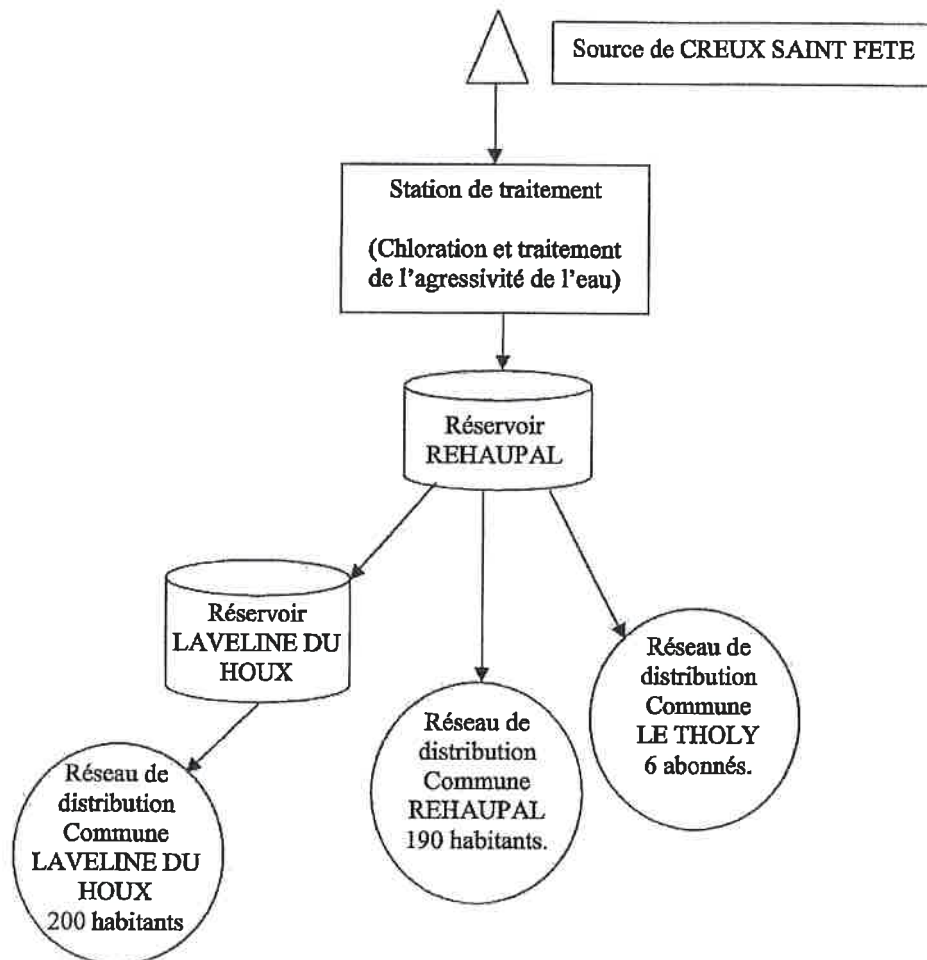 Source de CREUX SAINT FETE
Station de traitement
(Chloration et traitement
de l'agressivité de l'eau)
Réservoir
REHAUPAL
Réservoir
LAVELINE DU
HOUX
Réseau de
distribution
Commune
LE THOLY
6 abonnés.
Réseau de
distribution
Commune
REHAUPAL
190 habitants.
Réseau de
distribution
Commune
LAVELINE DU
HOUX
200 habitants